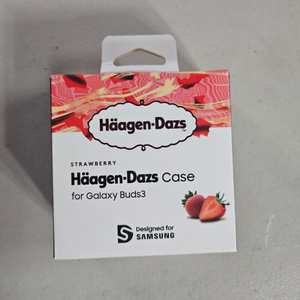 Häagen-Dazs
STRAWBERRY
Häagen-Dazs Case
for Galaxy Buds3
Designed for
SAMSUNG